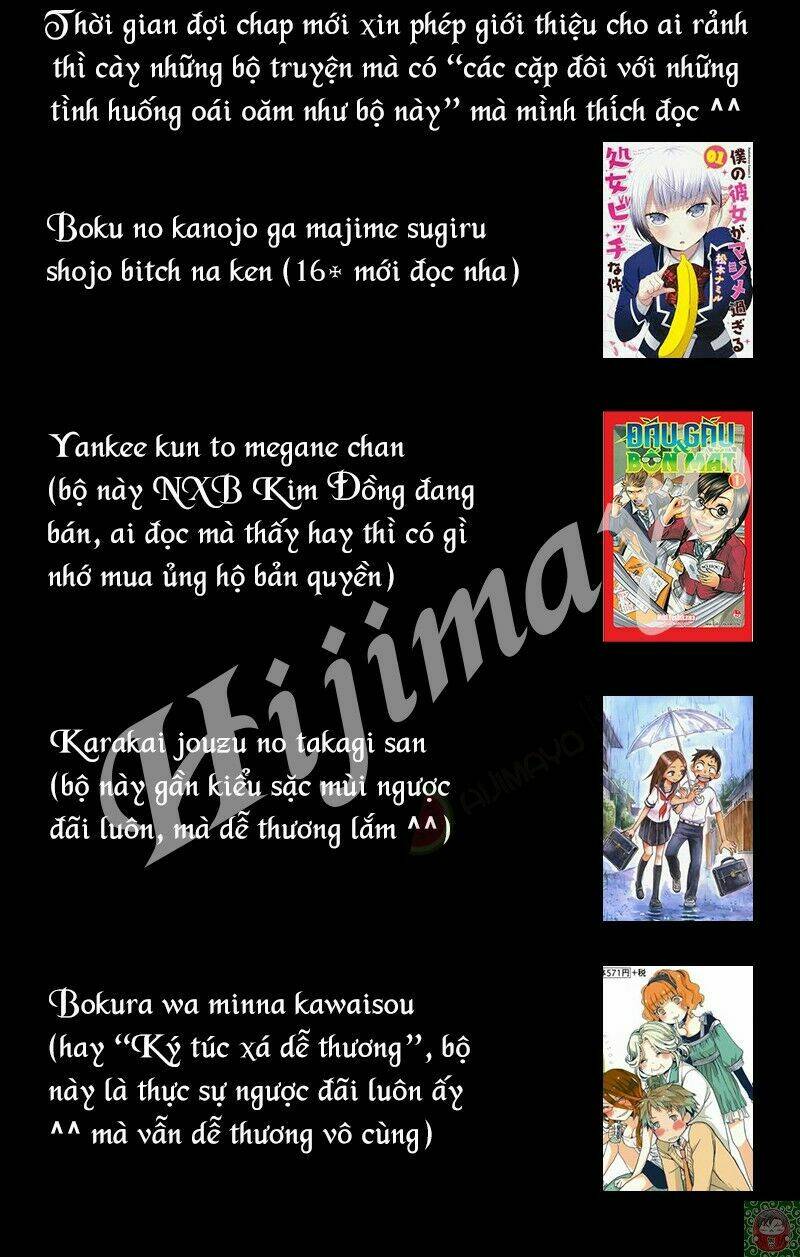 Thời gian đợi chap mới xin phép giới thiệu cho ai rảnh
thì cày những bộ truyện mà có “các cặp đôi với những
tình huống oái oăm như bộ này” mà mình thích đọc ^^
01
僕の彼女がマジメ過ぎる
処女ビッチな件
松本ナミル
Boku no kanojo ga majime sugiru
shojo bitch na ken (16+ mới đọc nha)
ĐẦU GẤU
BỐN MẮT
1
Yankee kun to megane chan
(bộ này NXB Kim Đồng đang
bán, ai đọc mà thấy hay thì có gì
nhớ mua ủng hộ bản quyền)
Hijimayo
Karakai jouzu no takagi san
(bộ này gần kiểu sặc mùi ngược
đãi luôn, mà dễ thương lắm ^^)
AIJIMAYO
571円+税
Bokura wa minna kawaisou
(hay “Ký túc xá dễ thương”, bộ
này là thực sự ngược đãi luôn ấy
^^ mà vẫn dễ thương vô cùng)